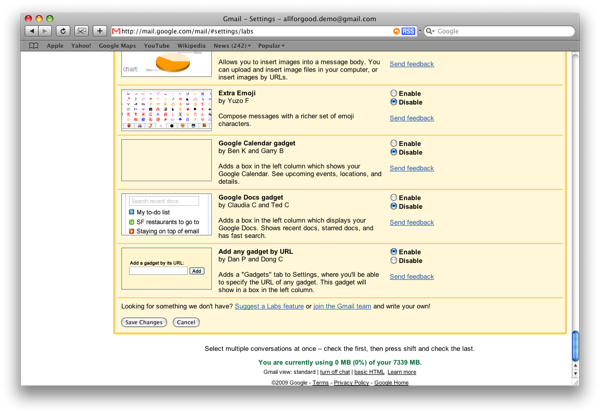 Gmail - Settings - allforgood.demo@gmail.com
http://mail.google.com/mail/#settings/labs
RSS
Google
Apple Yahoo! Google Maps YouTube Wikipedia News (242) Popular
chart
Allows you to insert images into a message body. You
can upload and insert image files in your computer, or
insert images by URLs.
Send feedback
Extra Emoji
by Yuzo F
Compose messages with a richer set of emoji
characters.
Enable
Disable
Send feedback
Google Calendar gadget
by Ben K and Garry B
Adds a box in the left column which shows your
Google Calendar. See upcoming events, locations, and
details.
Enable
Disable
Send feedback
Search recent docs
My to-do list
SF restaurants to go to
Staying on top of email
Google Docs gadget
by Claudia C and Ted C
Adds a box in the left column which displays your
Google Docs. Shows recent docs, starred docs, and
has fast search.
Enable
Disable
Send feedback
Add a gadget by its URL:
Add
Add any gadget by URL
by Dan P and Dong C
Adds a "Gadgets" tab to Settings, where you'll be able
to specify the URL of any gadget. This gadget will
show in a box in the left column.
Enable
Disable
Send feedback
Looking for something we don't have? Suggest a Labs feature or join the Gmail team and write your own!
Save Changes Cancel
Select multiple conversations at once – check the first, then press shift and check the last.
You are currently using 0 MB (0%) of your 7339 MB.
Gmail view: standard | turn off chat | basic HTML Learn more
©2009 Google - Terms - Privacy Policy - Google Home